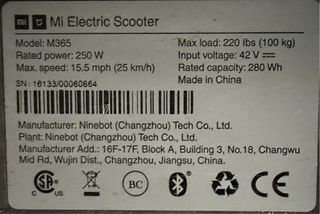 mi Mi Electric Scooter
Model: M365 Max load: 220 lbs (100 kg)
Rated power: 250 W Input voltage: 42 V ⎓
Max. speed: 15.5 mph (25 km/h) Rated capacity: 280 Wh
Made in China
SN: 16133/00060664
Manufacturer: Ninebot (Changzhou) Tech Co., Ltd.
Plant: Ninebot (Changzhou) Tech Co., Ltd.
Manufacturer Add.: 16F-17F, Block A, Building 3, No.18, Changwu
Mid Rd, Wujin Dist., Changzhou, Jiangsu, China.
BC CE